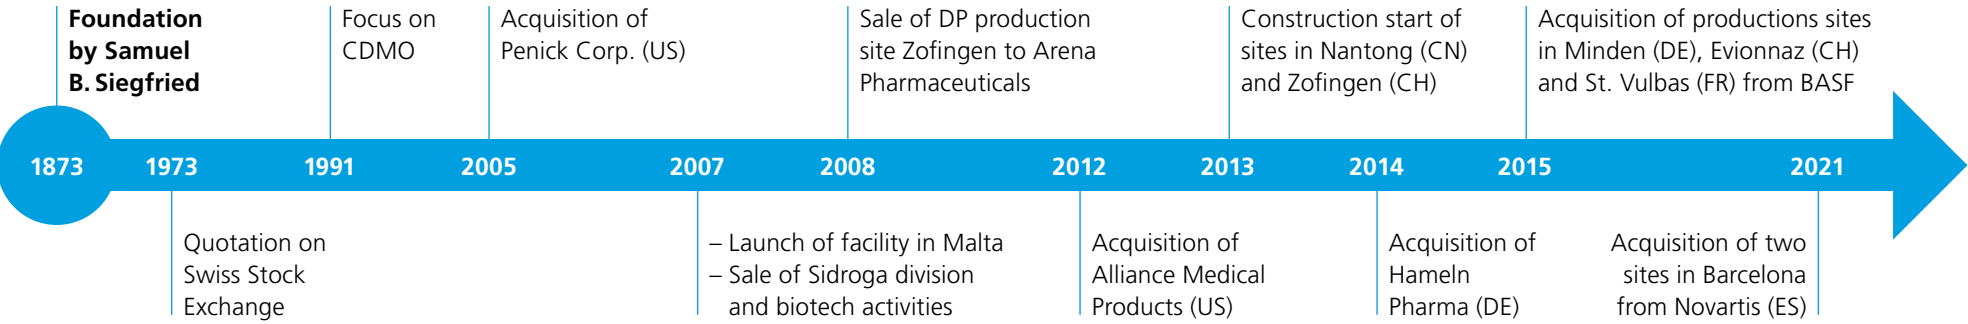 Foundation
by Samuel
B. Siegfried
Focus on
CDMO
Acquisition of
Penick Corp. (US)
Sale of DP production
site Zofingen to Arena
Pharmaceuticals
Construction start of
sites in Nantong (CN)
and Zofingen (CH)
Acquisition of productions sites
in Minden (DE), Evionnaz (CH)
and St. Vulbas (FR) from BASF
1873 1973 1991 2005 2007 2008 2012 2013 2014 2015 2021
Quotation on
Swiss Stock
Exchange
– Launch of facility in Malta
– Sale of Sidroga division
and biotech activities
Acquisition of
Alliance Medical
Products (US)
Acquisition of
Hameln
Pharma (DE)
Acquisition of two
sites in Barcelona
from Novartis (ES)